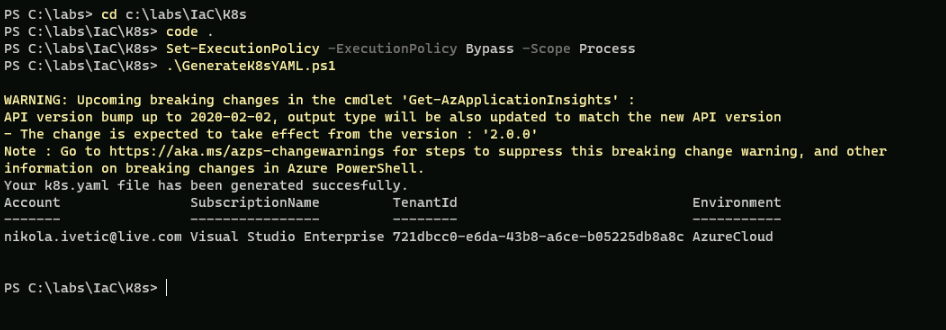 PS C:\labs> cd c:\labs\IaC\K8s
PS C:\labs\IaC\K8s> code .
PS C:\labs\IaC\K8s> Set-ExecutionPolicy -ExecutionPolicy Bypass -Scope Process
PS C:\labs\IaC\K8s> .\GenerateK8sYAML.ps1
WARNING: Upcoming breaking changes in the cmdlet 'Get-AzApplicationInsights' :
API version bump up to 2020-02-02, output type will be also updated to match the new API version
- The change is expected to take effect from the version : '2.0.0'
Note : Go to https://aka.ms/azps-changewarnings for steps to suppress this breaking change warning, and other
information on breaking changes in Azure PowerShell.
Your k8s.yaml file has been generated succesfully.
Account SubscriptionName TenantId Environment
------- ---------------- -------- -----------
nikola.ivetic@live.com Visual Studio Enterprise 721dbcc0-e6da-43b8-a6ce-b05225db8a8c AzureCloud
PS C:\labs\IaC\K8s>